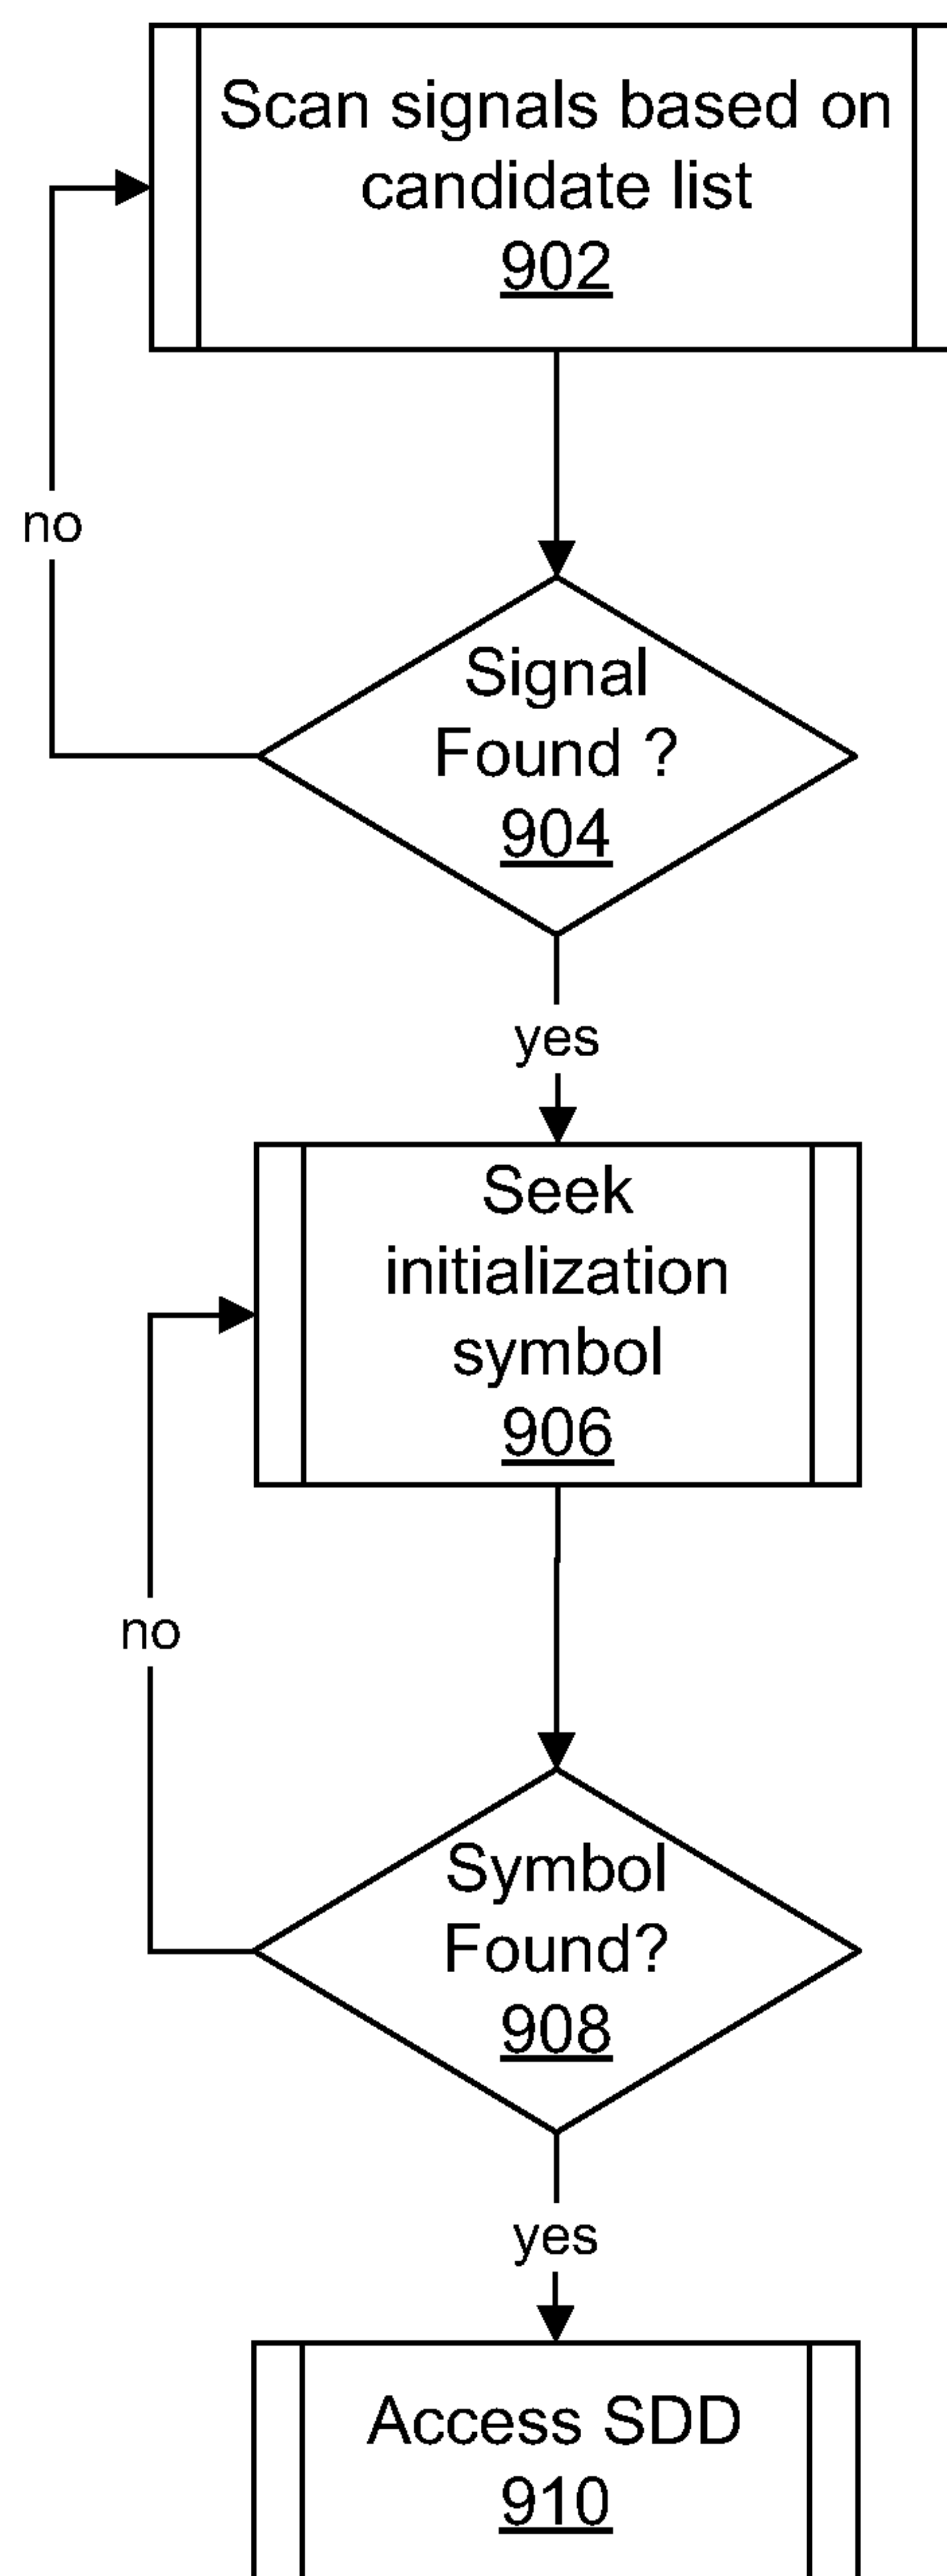 Scan signals based on
candidate list
902
no
Signal
Found ?
904
yes
Seek
initialization
symbol
906
no
Symbol
Found?
908
yes
Access SDD
910